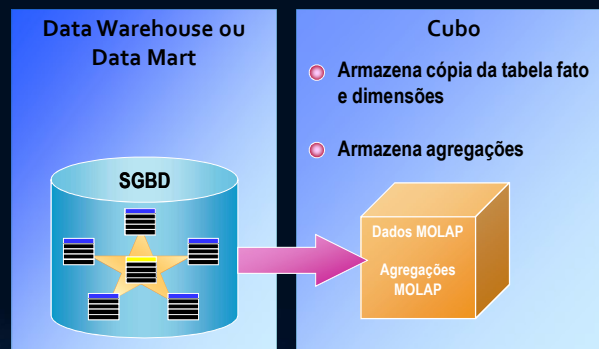 Data Warehouse ou
Data Mart
SGBD
Cubo
Armazena cópia da tabela fato
e dimensões
Armazena agregações
Dados MOLAP
Agregações
MOLAP